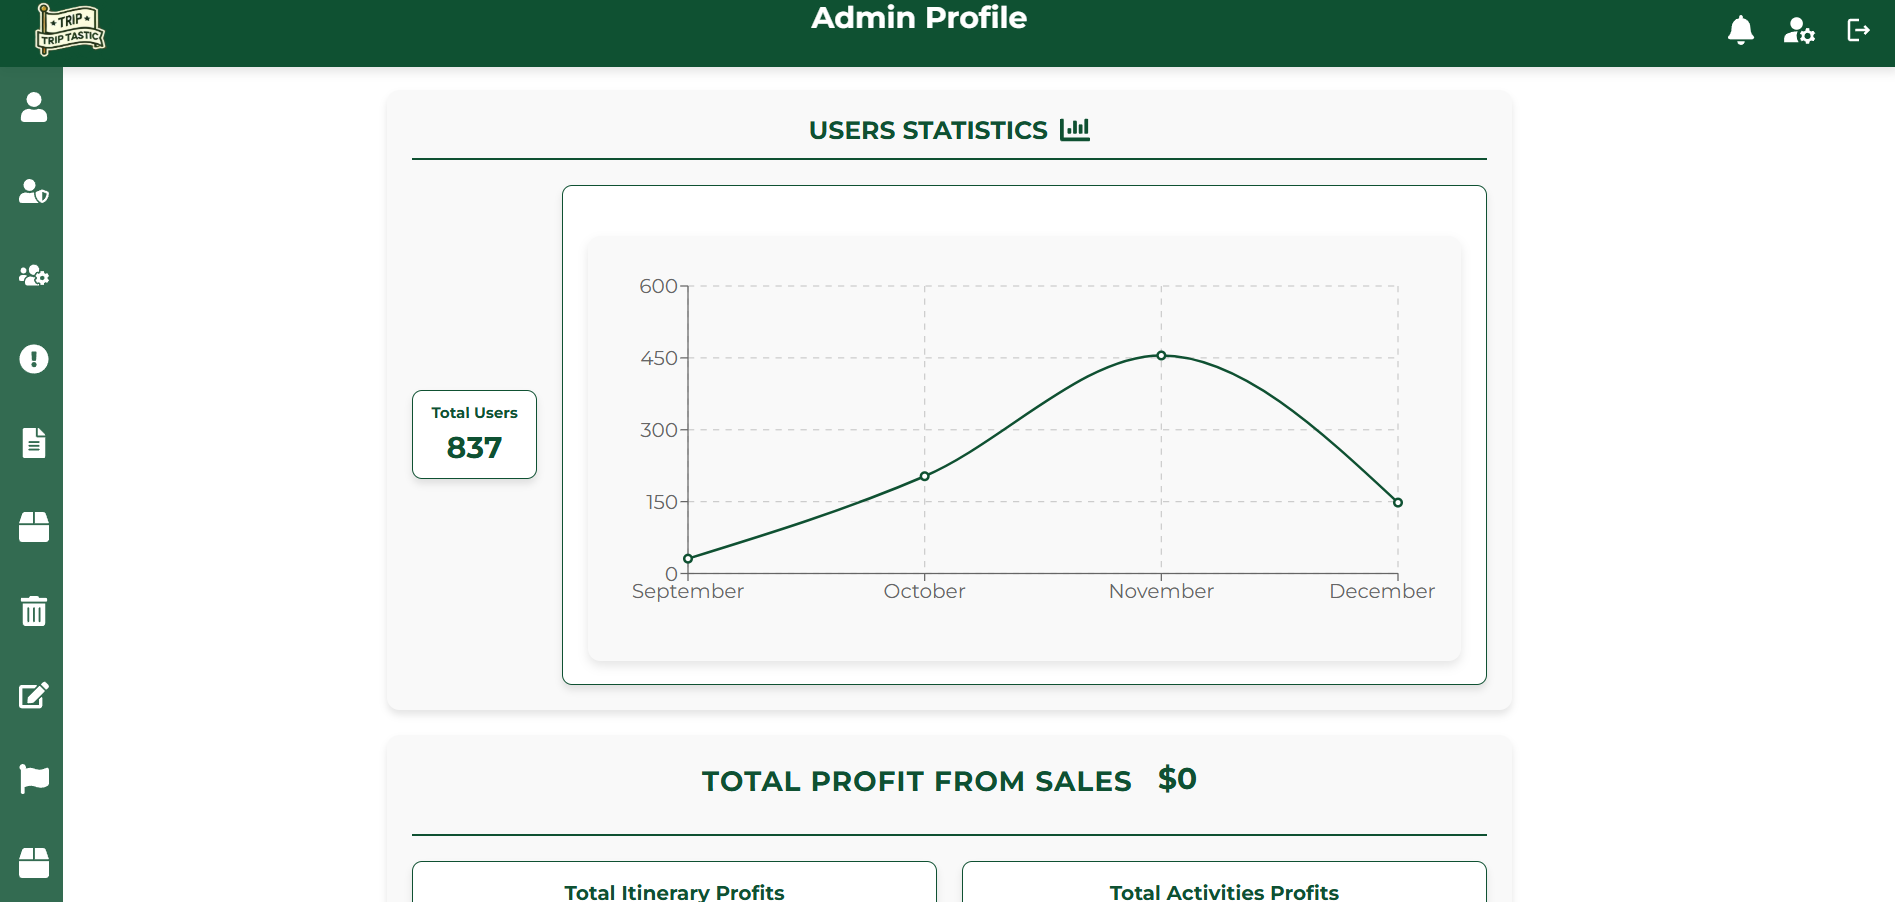 TRIP
TRIP TASTIC
Admin Profile
USERS STATISTICS
Total Users
837
600
450
300
150
0
September October November December
TOTAL PROFIT FROM SALES $0
Total Itinerary Profits
Total Activities Profits